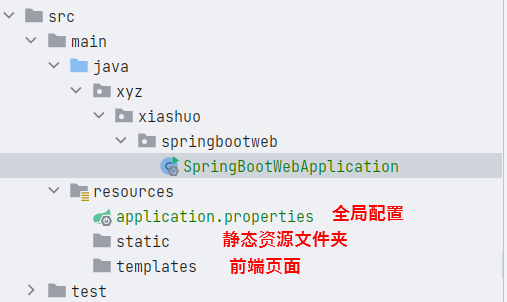 src
main
java
xyz
xiashuo
springbootweb
SpringBootWebApplication
resources
application.properties 全局配置
static 静态资源文件夹
templates 前端页面
test